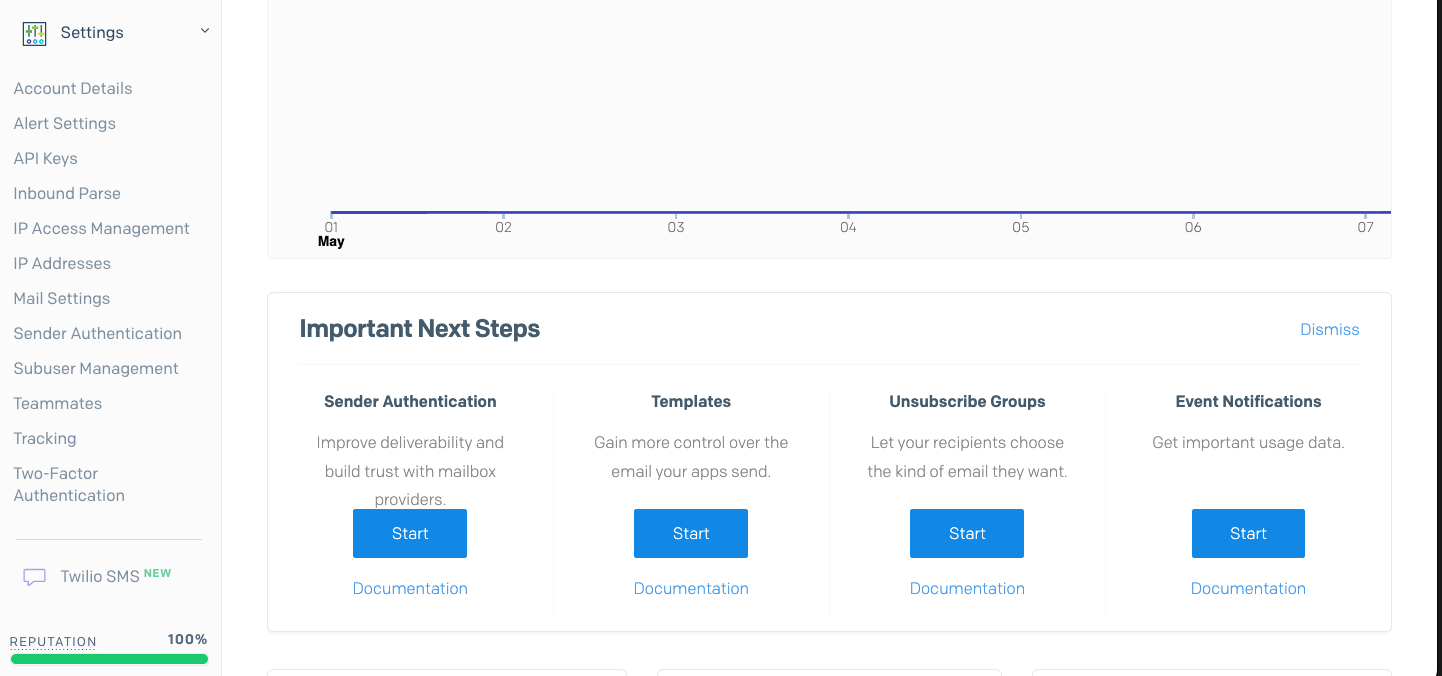 Settings
Account Details
Alert Settings
API Keys
Inbound Parse
IP Access Management
IP Addresses
Mail Settings
Sender Authentication
Subuser Management
Teammates
Tracking
Two-Factor
Authentication
Twilio SMS NEW
REPUTATION 100%
01 02 03 04 05 06 07
May
Important Next Steps
Dismiss
Sender Authentication
Improve deliverability and
build trust with mailbox
providers.
Start
Documentation
Templates
Gain more control over the
email your apps send.
Start
Documentation
Unsubscribe Groups
Let your recipients choose
the kind of email they want.
Start
Documentation
Event Notifications
Get important usage data.
Start
Documentation